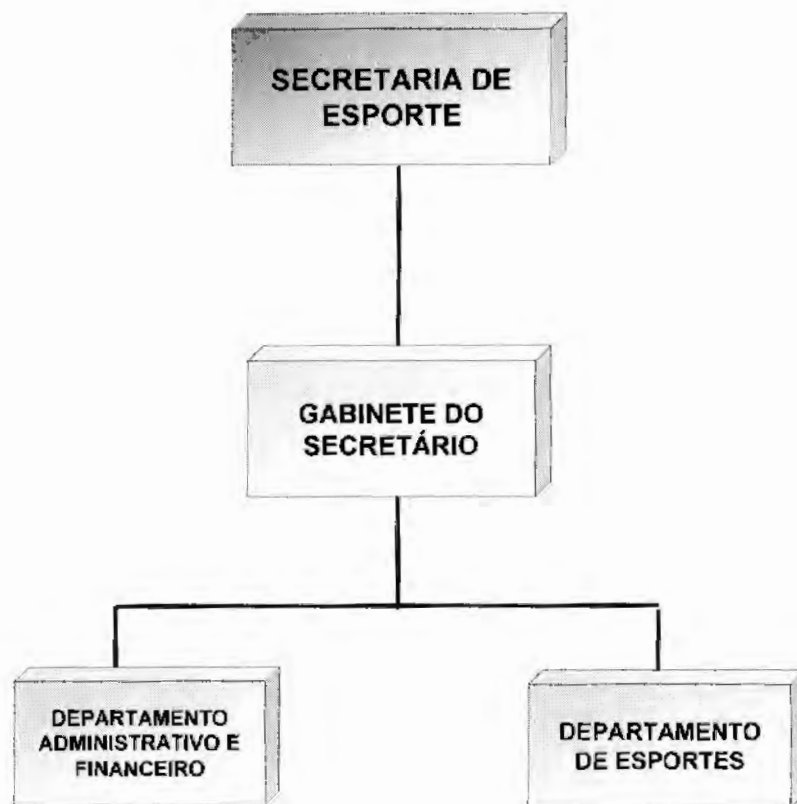 SECRETARIA DE
ESPORTE
GABINETE DO
SECRETÁRIO
DEPARTAMENTO
ADMINISTRATIVO E
FINANCEIRO
DEPARTAMENTO
DE ESPORTES